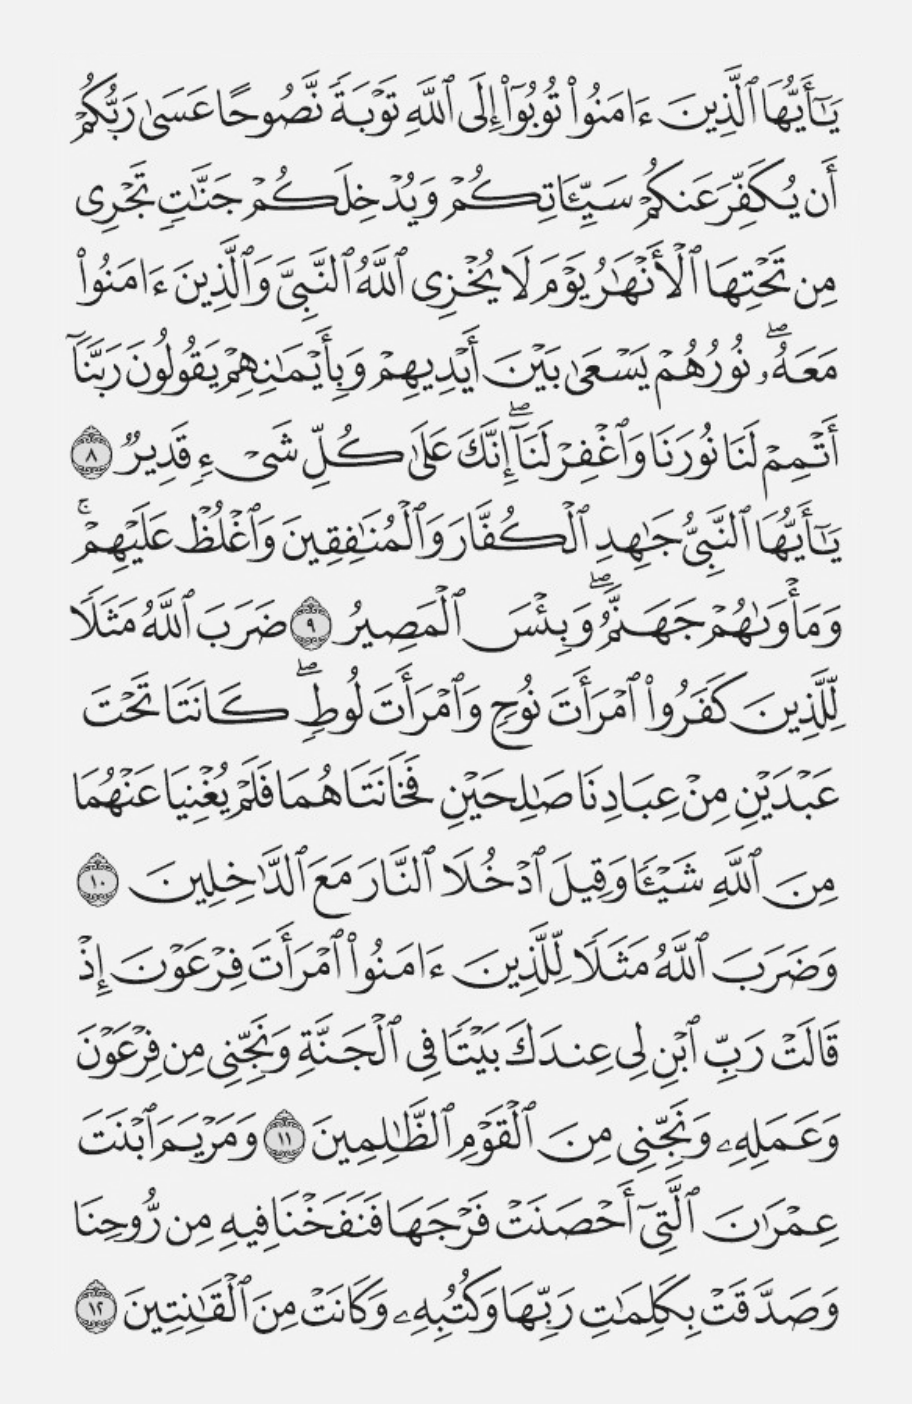 يَٰٓأَيُّهَا ٱلَّذِينَ ءَامَنُوا۟ تُوبُوٓا۟ إِلَى ٱللَّهِ تَوْبَةً نَّصُوحًا عَسَىٰ رَبُّكُمْ
أَن يُكَفِّرَ عَنكُمْ سَيِّـَٔاتِكُمْ وَيُدْخِلَكُمْ جَنَّٰتٍ تَجْرِى
مِن تَحْتِهَا ٱلْأَنْهَٰرُ يَوْمَ لَا يُخْزِى ٱللَّهُ ٱلنَّبِىَّ وَٱلَّذِينَ ءَامَنُوا۟
مَعَهُۥۖ نُورُهُمْ يَسْعَىٰ بَيْنَ أَيْدِيهِمْ وَبِأَيْمَٰنِهِمْ يَقُولُونَ رَبَّنَآ
أَتْمِمْ لَنَا نُورَنَا وَٱغْفِرْ لَنَآۖ إِنَّكَ عَلَىٰ كُلِّ شَىْءٍ قَدِيرٌ ٨
يَٰٓأَيُّهَا ٱلنَّبِىُّ جَٰهِدِ ٱلْكُفَّارَ وَٱلْمُنَٰفِقِينَ وَٱغْلُظْ عَلَيْهِمْۚ
وَمَأْوَىٰهُمْ جَهَنَّمُۖ وَبِئْسَ ٱلْمَصِيرُ ٩ ضَرَبَ ٱللَّهُ مَثَلًا
لِّلَّذِينَ كَفَرُوا۟ ٱمْرَأَتَ نُوحٍ وَٱمْرَأَتَ لُوطٍۖ كَانَتَا تَحْتَ
عَبْدَيْنِ مِنْ عِبَادِنَا صَٰلِحَيْنِ فَخَانَتَاهُمَا فَلَمْ يُغْنِيَا عَنْهُمَا
مِنَ ٱللَّهِ شَيْـًٔا وَقِيلَ ٱدْخُلَا ٱلنَّارَ مَعَ ٱلدَّٰخِلِينَ ١٠
وَضَرَبَ ٱللَّهُ مَثَلًا لِّلَّذِينَ ءَامَنُوا۟ ٱمْرَأَتَ فِرْعَوْنَ إِذْ
قَالَتْ رَبِّ ٱبْنِ لِى عِندَكَ بَيْتًا فِى ٱلْجَنَّةِ وَنَجِّنِى مِن فِرْعَوْنَ
وَعَمَلِهِۦ وَنَجِّنِى مِنَ ٱلْقَوْمِ ٱلظَّٰلِمِينَ ١١ وَمَرْيَمَ ٱبْنَتَ
عِمْرَٰنَ ٱلَّتِىٓ أَحْصَنَتْ فَرْجَهَا فَنَفَخْنَا فِيهِ مِن رُّوحِنَا
وَصَدَّقَتْ بِكَلِمَٰتِ رَبِّهَا وَكُتُبِهِۦ وَكَانَتْ مِنَ ٱلْقَٰنِتِينَ ١٢